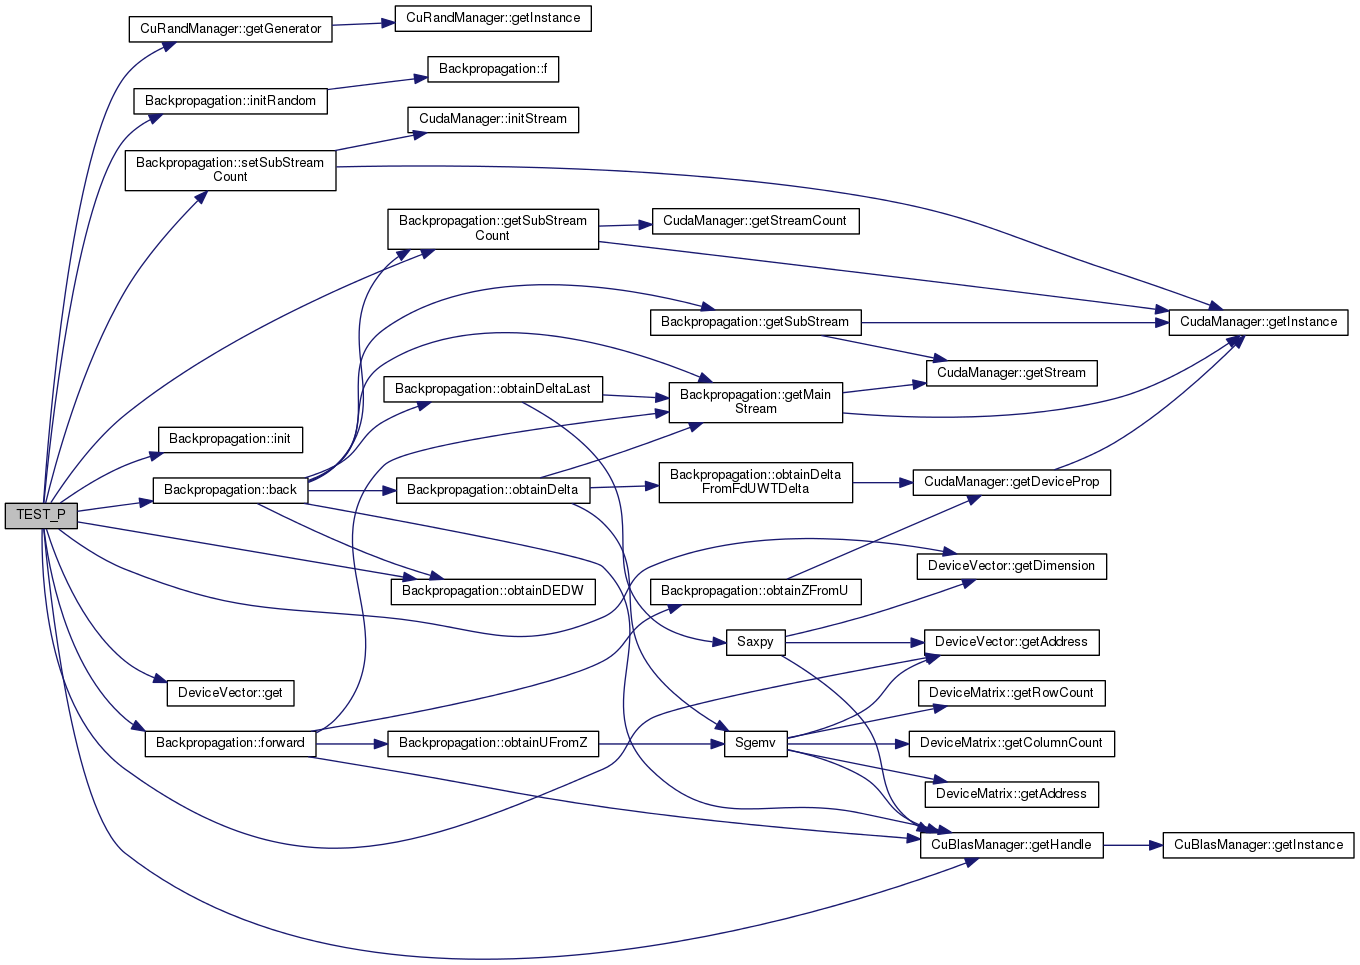 CuRandManager::getGenerator
CuRandManager::getInstance
Backpropagation::f
Backpropagation::initRandom
CudaManager::initStream
Backpropagation::setSubStream
Count
Backpropagation::getSubStream
Count
CudaManager::getStreamCount
Backpropagation::getSubStream
CudaManager::getInstance
CudaManager::getStream
Backpropagation::obtainDeltaLast
Backpropagation::getMain
Stream
Backpropagation::init
Backpropagation::back
Backpropagation::obtainDelta
Backpropagation::obtainDelta
FromFdUWTDelta
CudaManager::getDeviceProp
TEST_P
DeviceVector::getDimension
Backpropagation::obtainDEDW
Backpropagation::obtainZFromU
Saxpy
DeviceVector::getAddress
DeviceVector::get
DeviceMatrix::getRowCount
Backpropagation::forward
Backpropagation::obtainUFromZ
Sgemv
DeviceMatrix::getColumnCount
DeviceMatrix::getAddress
CuBlasManager::getHandle
CuBlasManager::getInstance